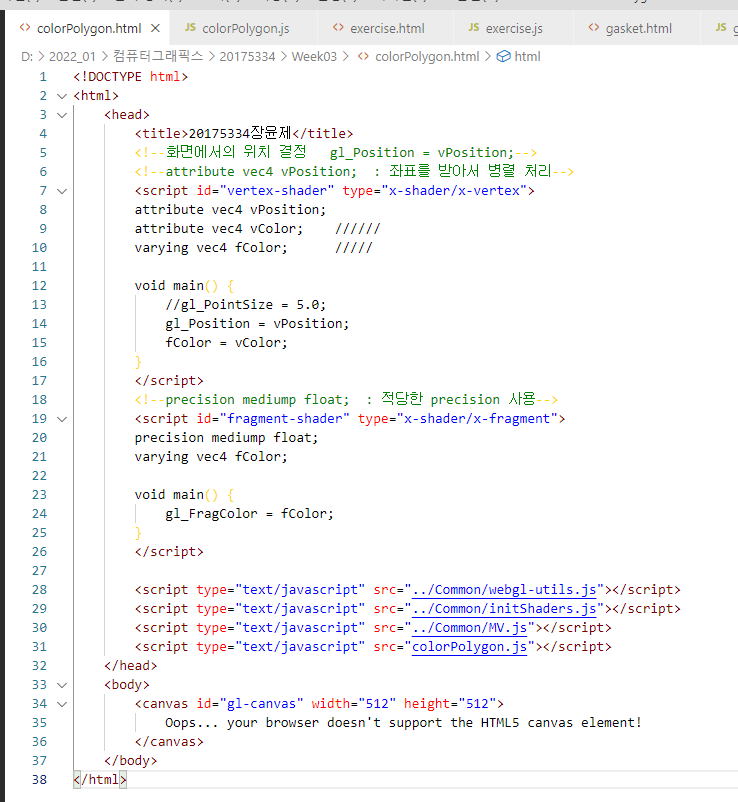 colorPolygon.html colorPolygon.js exercise.html exercise.js gasket.html
D: > 2022_01 > 컴퓨터그래픽스 > 20175334 > Week03 > colorPolygon.html > html
1 <!DOCTYPE html>
2 <html>
3 <head>
4 <title>20175334장윤제</title>
5 <!--화면에서의 위치 결정   gl_Position = vPosition;-->
6 <!--attribute vec4 vPosition;  : 좌표를 받아서 병렬 처리-->
7 <script id="vertex-shader" type="x-shader/x-vertex">
8 attribute vec4 vPosition;
9 attribute vec4 vColor;    //////
10 varying vec4 fColor;      /////
11
12 void main() {
13 //gl_PointSize = 5.0;
14 gl_Position = vPosition;
15 fColor = vColor;
16 }
17 </script>
18 <!--precision mediump float;  : 적당한 precision 사용-->
19 <script id="fragment-shader" type="x-shader/x-fragment">
20 precision mediump float;
21 varying vec4 fColor;
22
23 void main() {
24 gl_FragColor = fColor;
25 }
26 </script>
27
28 <script type="text/javascript" src="../Common/webgl-utils.js"></script>
29 <script type="text/javascript" src="../Common/initShaders.js"></script>
30 <script type="text/javascript" src="../Common/MV.js"></script>
31 <script type="text/javascript" src="colorPolygon.js"></script>
32 </head>
33 <body>
34 <canvas id="gl-canvas" width="512" height="512">
35 Oops... your browser doesn't support the HTML5 canvas element!
36 </canvas>
37 </body>
38 </html>